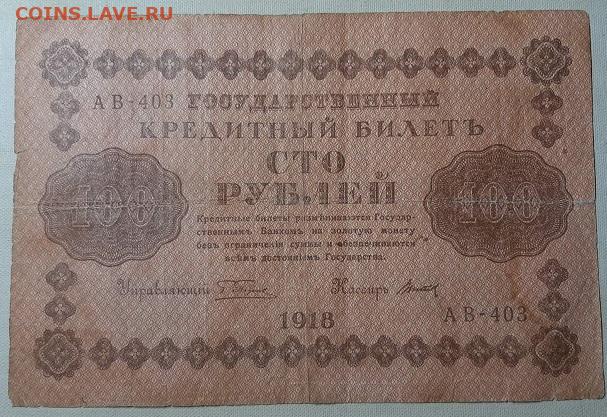 COINS.LAVE.RU
АВ-403 ГОСУДАРСТВЕННЫЙ
КРЕДИТНЫЙ БИЛЕТЪ
СТО
РУБЛЕЙ
100 100
Кредитные билеты размѣниваются Государ-
ственнымъ Банкомъ на золотую монету
безъ ограниченія суммы и обезпечиваются
всѣмъ достояніемъ Государства.
Управляющій Кассиръ
1918
АВ-403